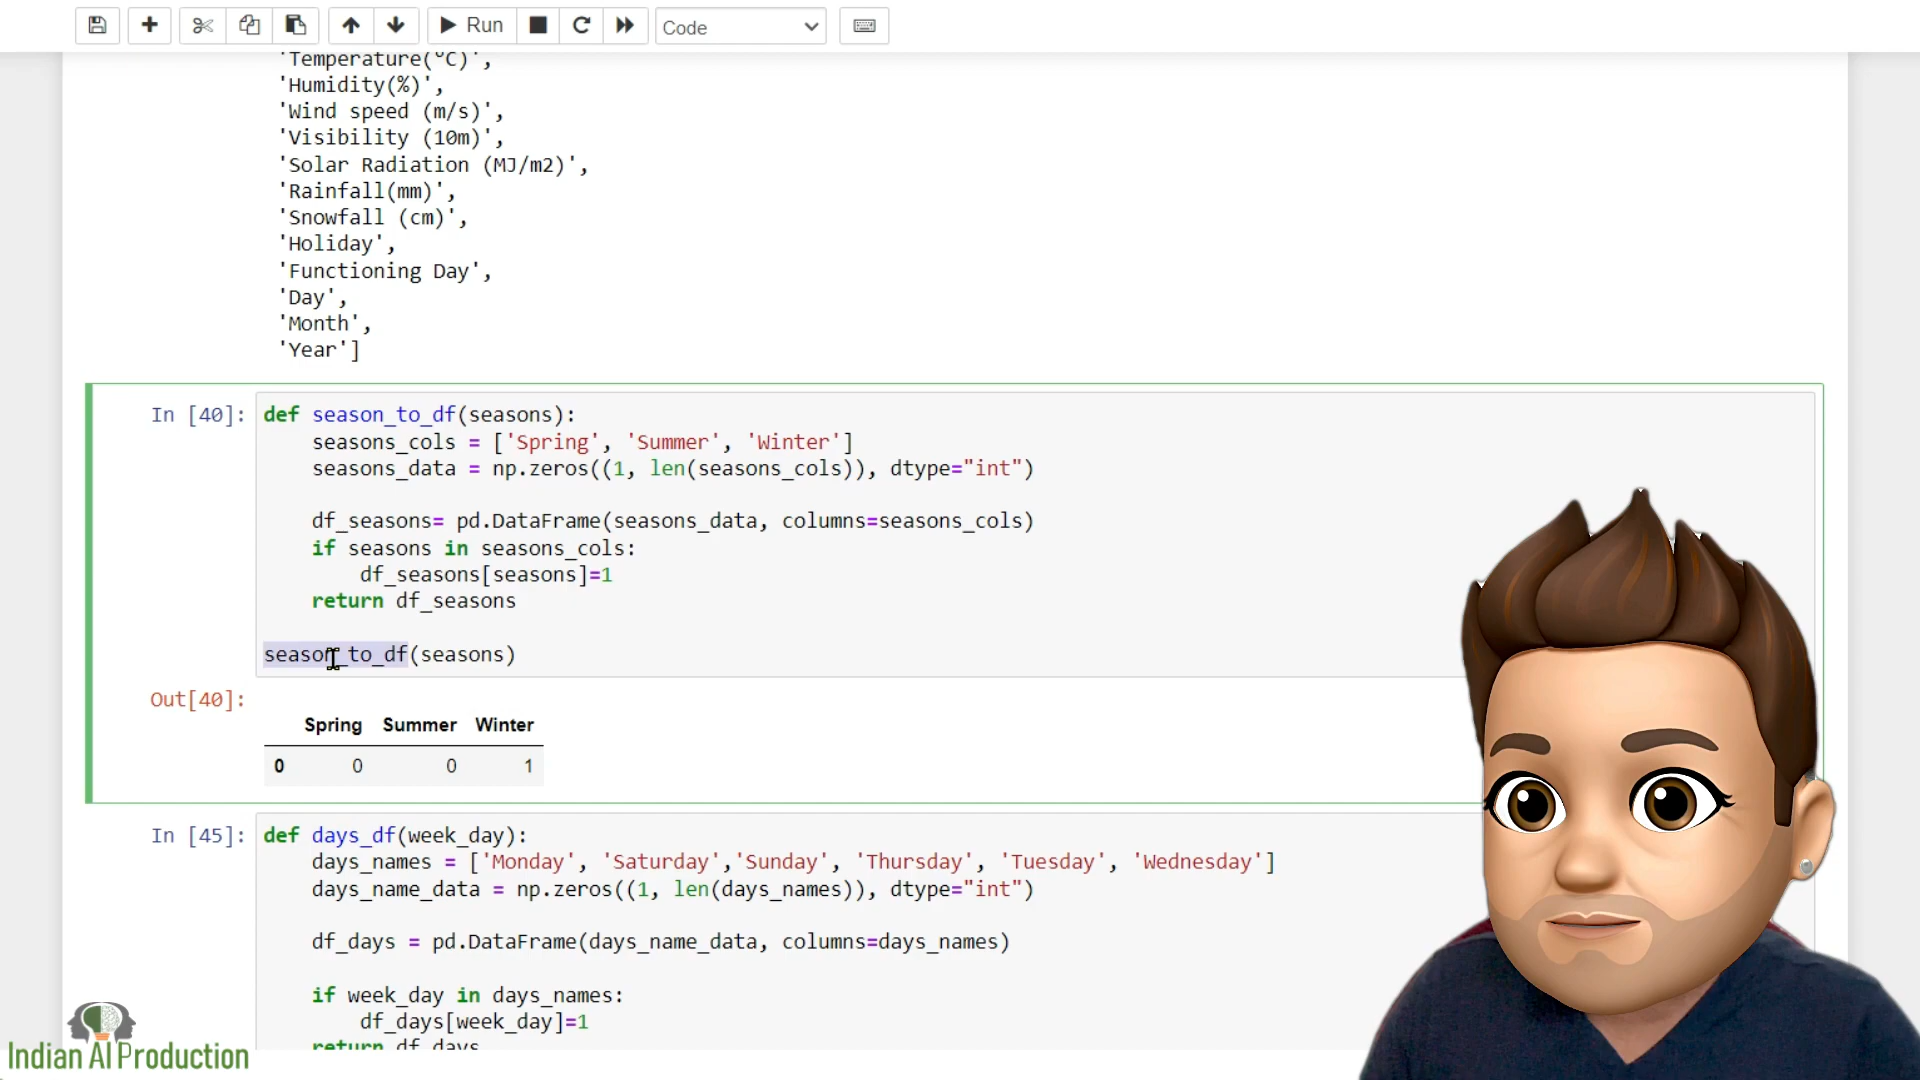 Run
Code
'Temperature(°C)',
'Humidity(%)',
'Wind speed (m/s)',
'Visibility (10m)',
'Solar Radiation (MJ/m2)',
'Rainfall(mm)',
'Snowfall (cm)',
'Holiday',
'Functioning Day',
'Day',
'Month',
'Year']
In [40]:
def season_to_df(seasons):
    seasons_cols = ['Spring', 'Summer', 'Winter']
    seasons_data = np.zeros((1, len(seasons_cols)), dtype="int")
    df_seasons= pd.DataFrame(seasons_data, columns=seasons_cols)
    if seasons in seasons_cols:
        df_seasons[seasons]=1
    return df_seasons
season_to_df(seasons)
Out[40]:
Spring Summer Winter
0 0 0 1
In [45]:
def days_df(week_day):
    days_names = ['Monday', 'Saturday','Sunday', 'Thursday', 'Tuesday', 'Wednesday']
    days_name_data = np.zeros((1, len(days_names)), dtype="int")
    df_days = pd.DataFrame(days_name_data, columns=days_names)
    if week_day in days_names:
        df_days[week_day]=1
    return df_days
Indian AI Production